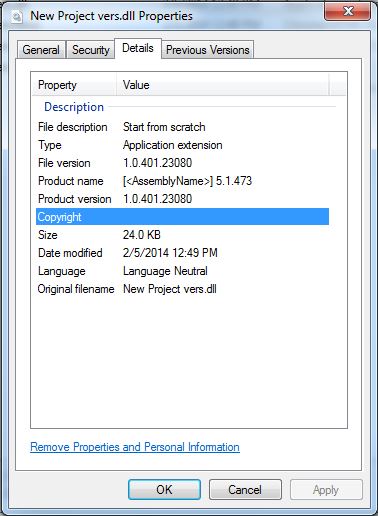 New Project vers.dll Properties
General Security Details Previous Versions
Property Value
Description
File description Start from scratch
Type Application extension
File version 1.0.401.23080
Product name [<AssemblyName>] 5.1.473
Product version 1.0.401.23080
Copyright
Size 24.0 KB
Date modified 2/5/2014 12:49 PM
Language Language Neutral
Original filename New Project vers.dll
Remove Properties and Personal Information
OK Cancel Apply